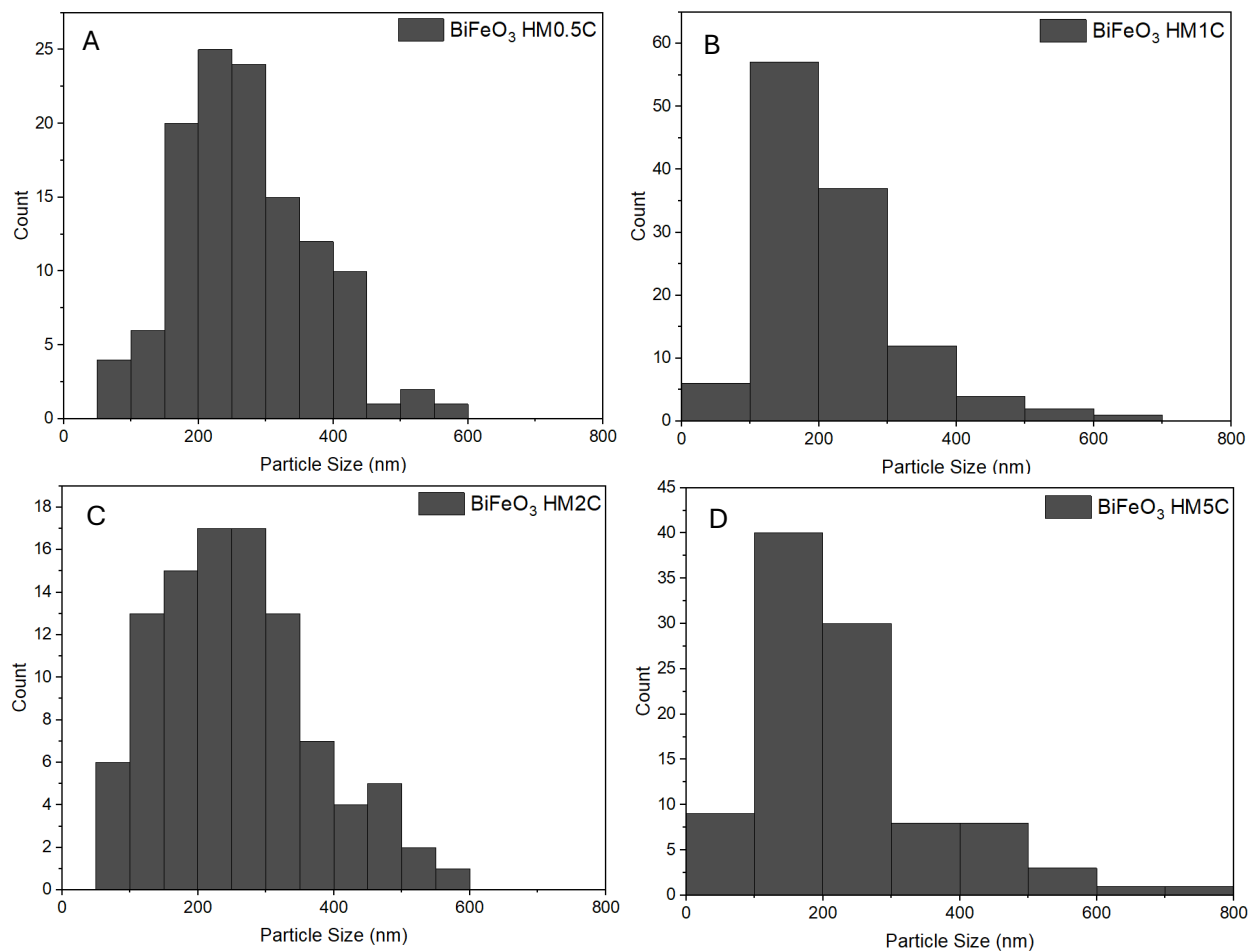 A
BiFeO₃ HM0.5C
25
20
15
10
5
0
Count
0 200 400 600 800
Particle Size (nm)
B
BiFeO₃ HM1C
60
50
40
30
20
10
0
Count
0 200 400 600 800
Particle Size (nm)
C
BiFeO₃ HM2C
18
16
14
12
10
8
6
4
2
0
Count
0 200 400 600 800
Particle Size (nm)
D
BiFeO₃ HM5C
45
40
35
30
25
20
15
10
5
0
Count
0 200 400 600 800
Particle Size (nm)